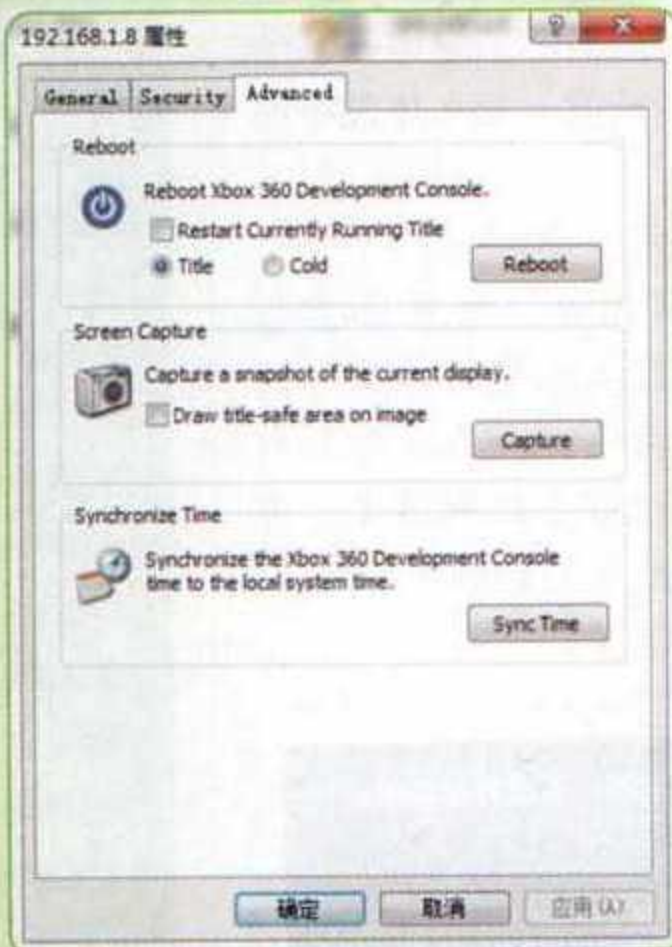 192.168.1.8 属性
General Security Advanced
Reboot
Reboot Xbox 360 Development Console.
Restart Currently Running Title
Title Cold Reboot
Screen Capture
Capture a snapshot of the current display.
Draw title-safe area on image
Capture
Synchronize Time
Synchronize the Xbox 360 Development Console
time to the local system time.
Sync Time
确定 取消 应用(A)